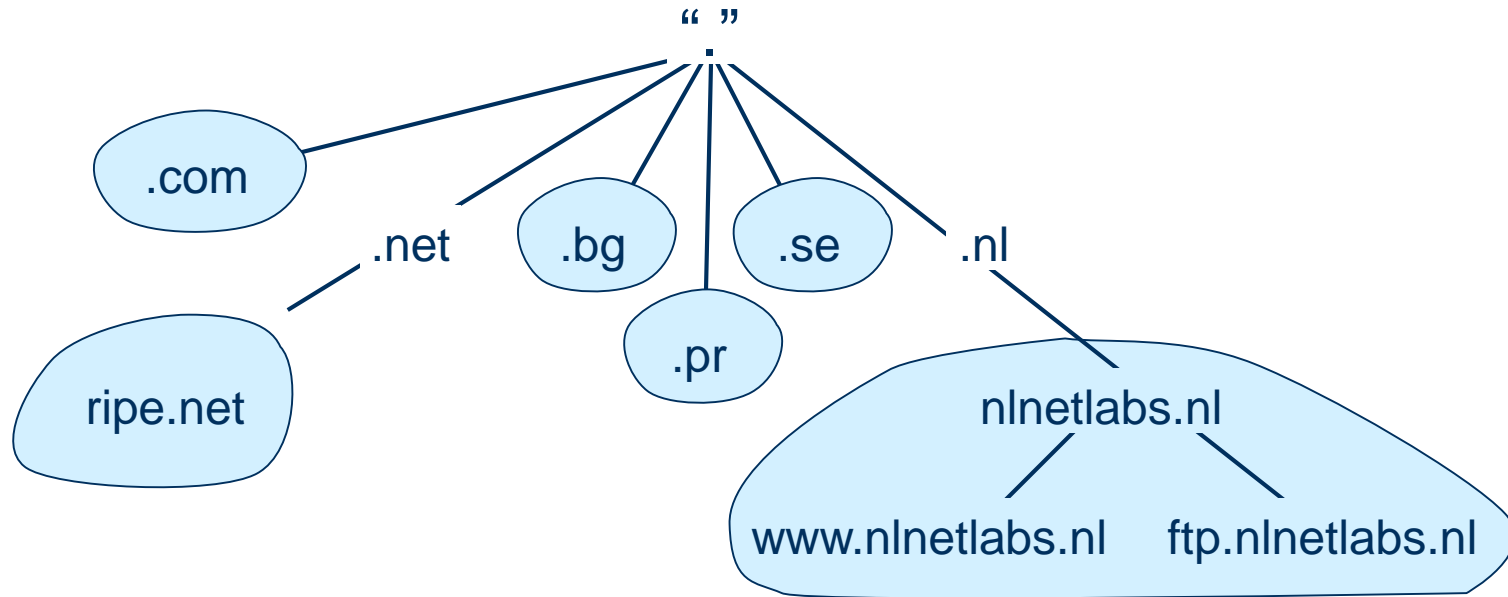 “.”
.com
.net
.bg
.se
.nl
.pr
ripe.net
nlnetlabs.nl
www.nlnetlabs.nl
ftp.nlnetlabs.nl